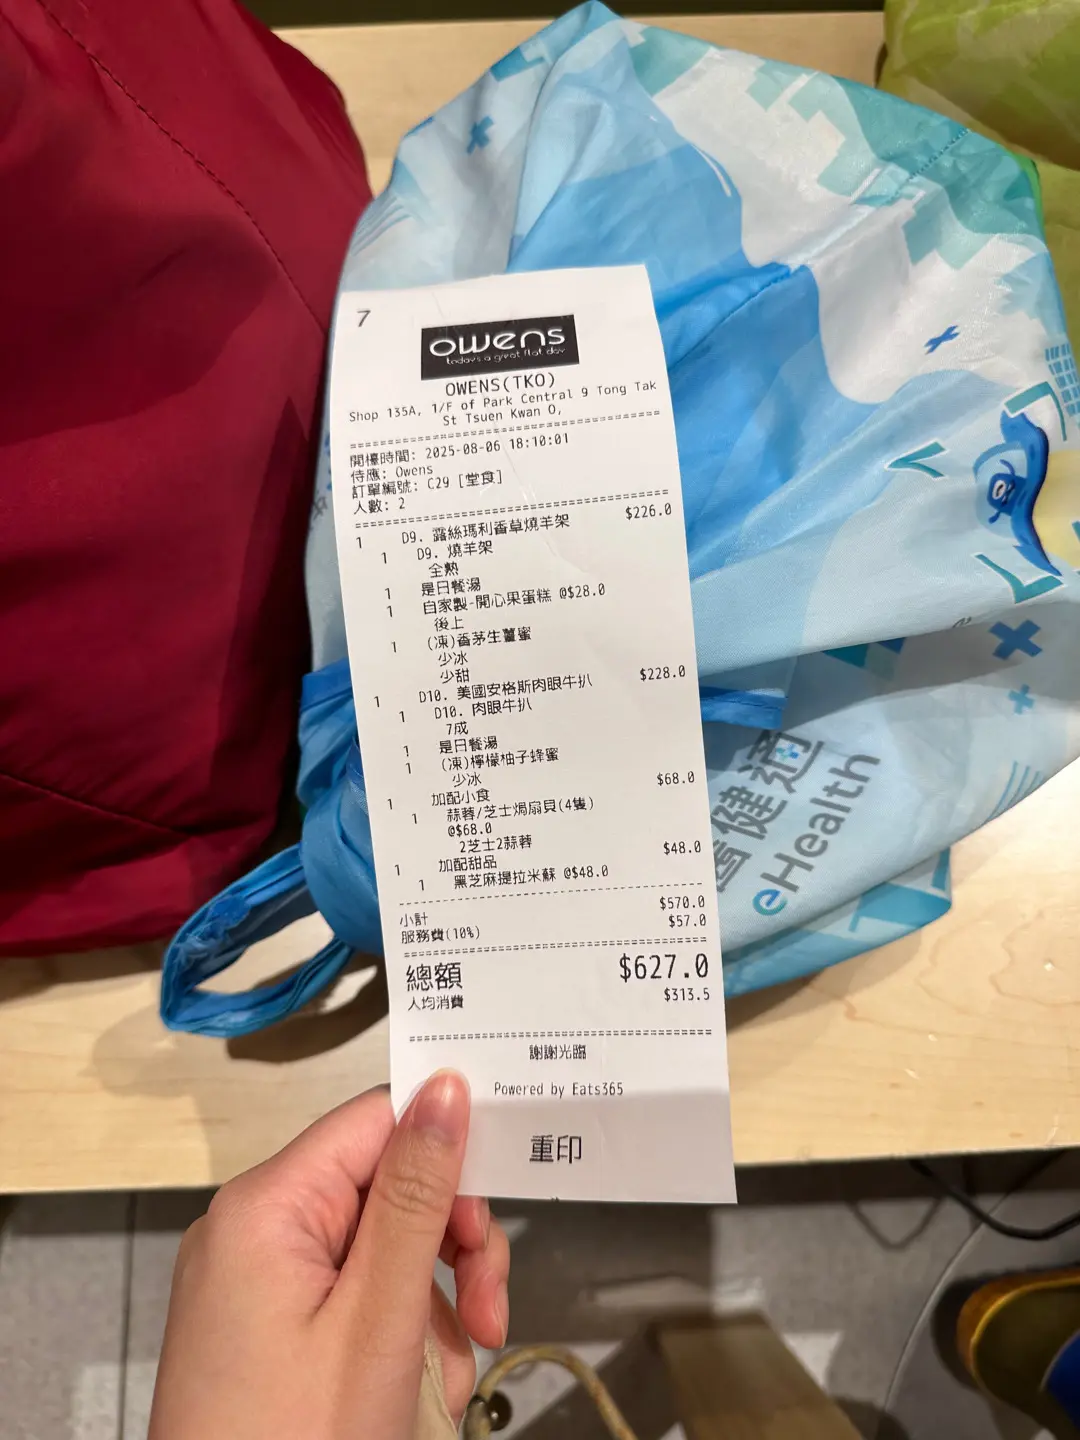 7
owens
todays a great flat day
OWENS(TKO)
Shop 135A, 1/F of Park Central 9 Tong Tak
St Tsuen Kwan O,
開檯時間: 2025-08-06 18:10:01
侍應: Owens
訂單編號: C29 [堂食]
人數: 2
1 D9. 露絲瑪利香草燒羊架 $226.0
1 D9. 燒羊架
全熟
1 是日餐湯
1 自家製-開心果蛋糕 @$28.0
後上
1 (凍)香茅生薑蜜
少冰
少甜
1 D10. 美國安格斯肉眼牛扒 $228.0
1 D10. 肉眼牛扒
7成
1 是日餐湯
1 (凍)檸檬柚子蜂蜜
少冰
1 加配小食 $68.0
1 蒜蓉/芝士焗扇貝(4隻)
@$68.0
2芝士2蒜蓉
1 加配甜品 $48.0
1 黑芝麻提拉米蘇 @$48.0
小計 $570.0
服務費(10%) $57.0
總額 $627.0
人均消費 $313.5
謝謝光臨
Powered by Eats365
重印
醫健通
eHealth